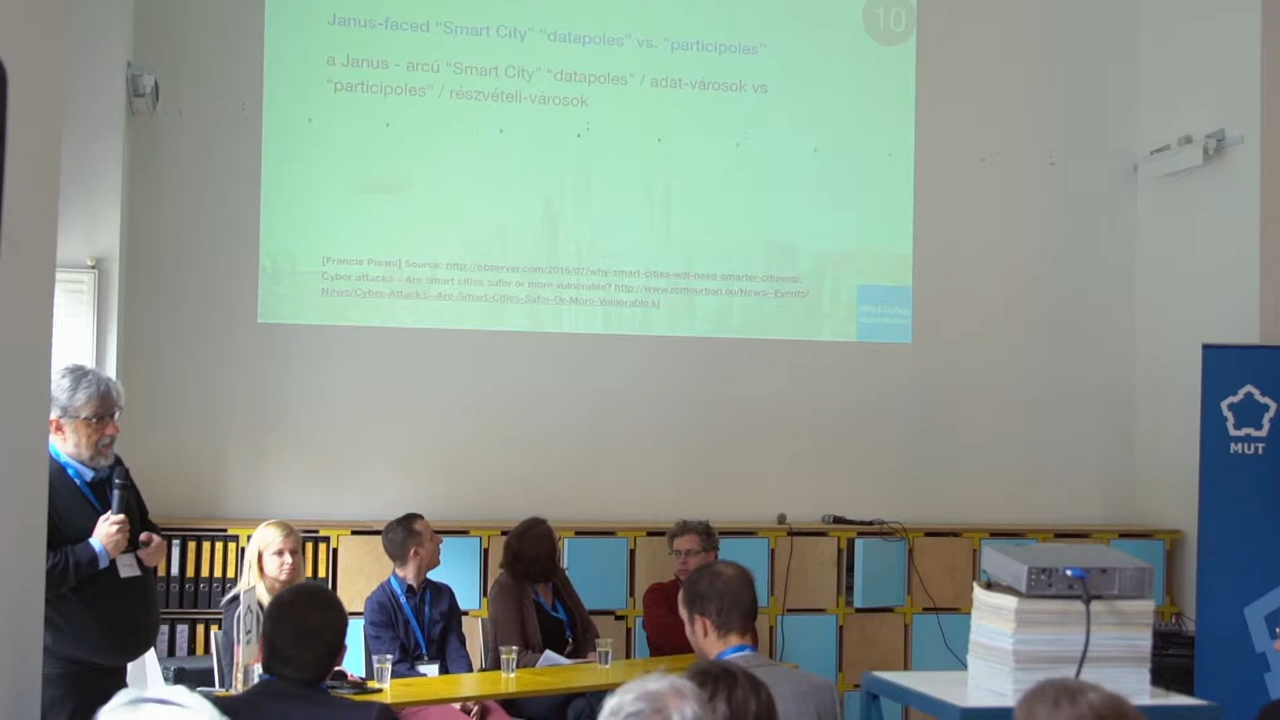 10
Janus-faced “Smart City” “datapoles” vs. “participoles”
a Janus - arcú “Smart City” “datapoles” / adat-városok vs
“participoles” / részvételi-városok
[Francis Pisani] Source: http://observer.com/2016/07/why-smart-cities-will-need-smarter-citizens/,
Cyber attacks – Are smart cities safer or more vulnerable? http://www.remourban.eu/News--Events/
News/Cyber-Attacks--Are-Smart-Cities-Safer-Or-More-Vulnerable.kl
MUT